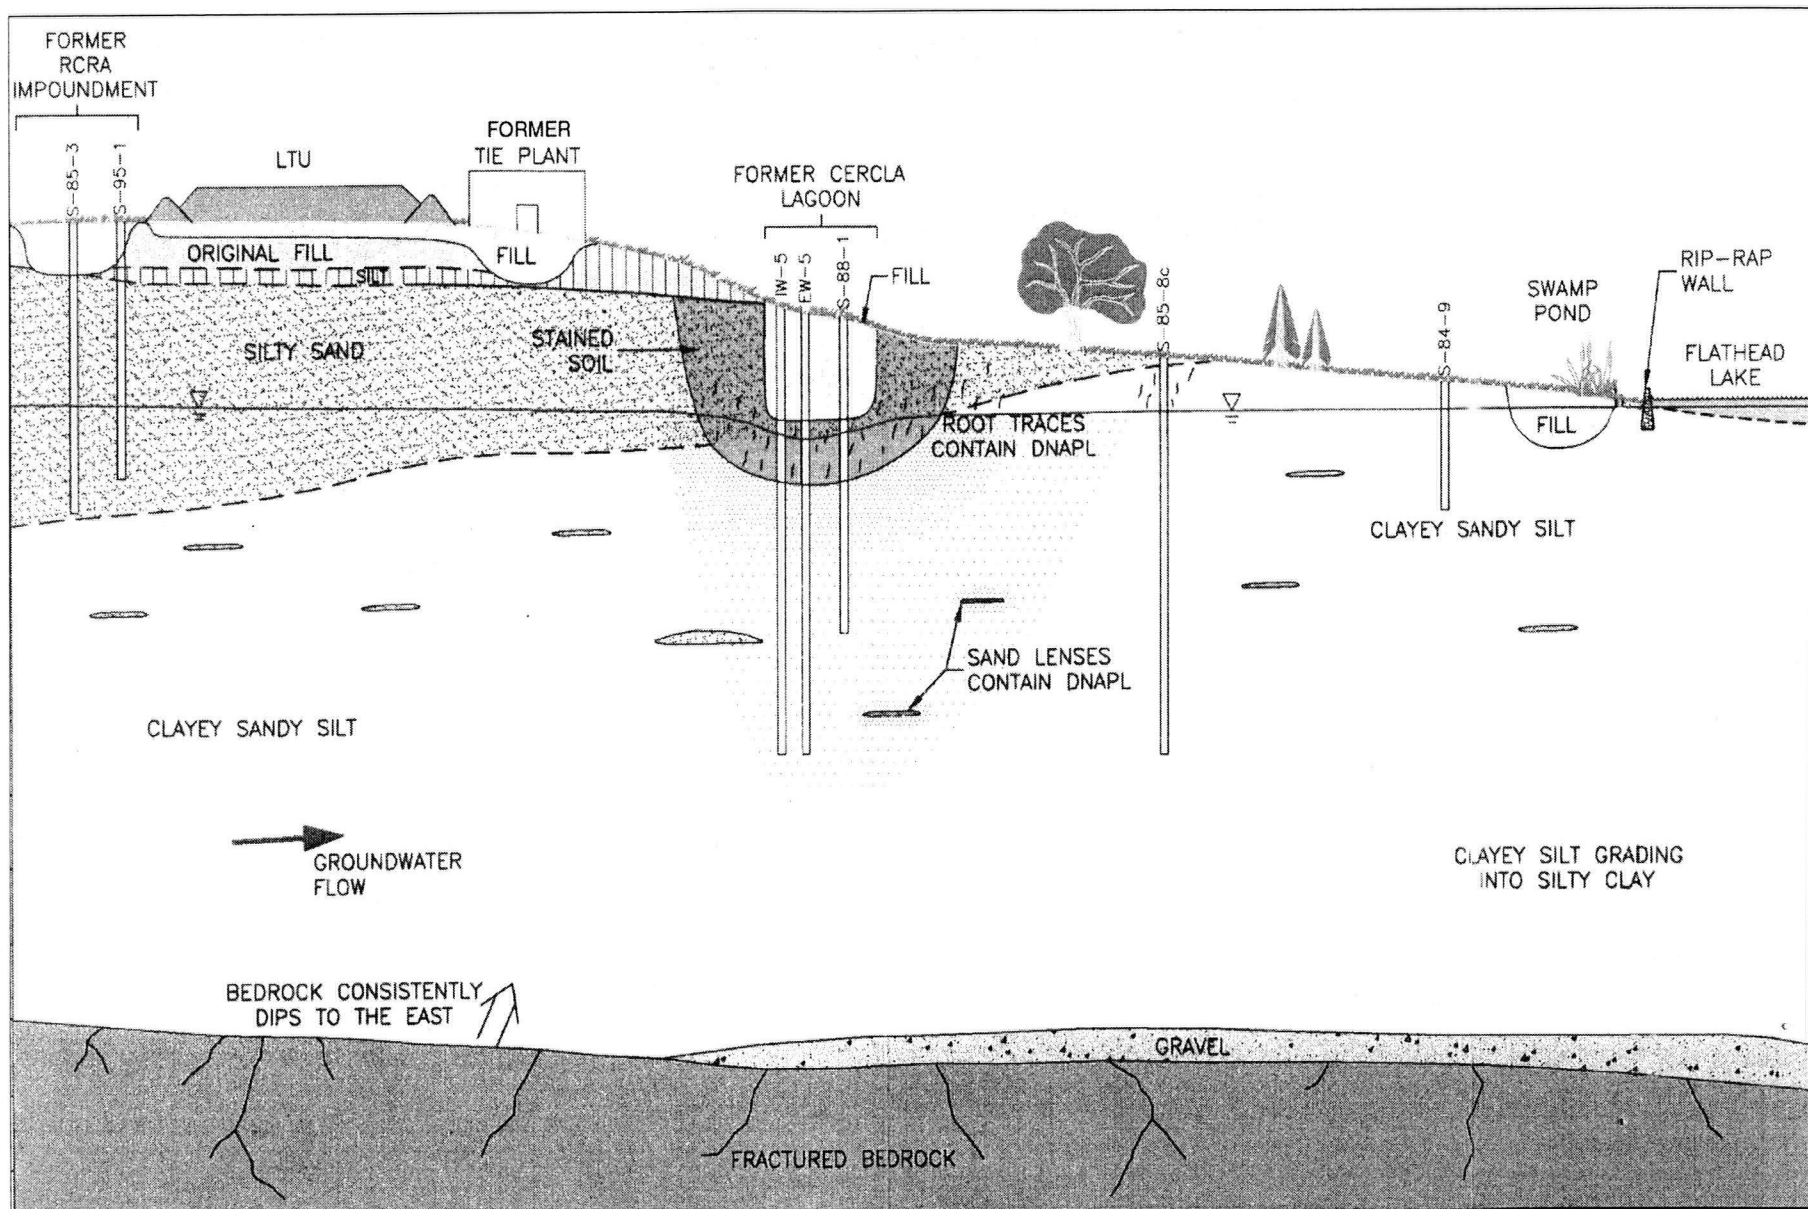 FORMER
RCRA
IMPOUNDMENT
S-85-3
S-95-1
LTU
FORMER
TIE PLANT
FORMER CERCLA
LAGOON
IW-5
EW-5
S-88-1
FILL
S-85-8c
S-84-9
SWAMP
POND
RIP-RAP
WALL
FLATHEAD
LAKE
ORIGINAL FILL
FILL
SILT
SILTY SAND
STAINED
SOIL
ROOT TRACES
CONTAIN DNAPL
FILL
CLAYEY SANDY SILT
SAND LENSES
CONTAIN DNAPL
CLAYEY SANDY SILT
GROUNDWATER
FLOW
CLAYEY SILT GRADING
INTO SILTY CLAY
BEDROCK CONSISTENTLY
DIPS TO THE EAST
GRAVEL
FRACTURED BEDROCK